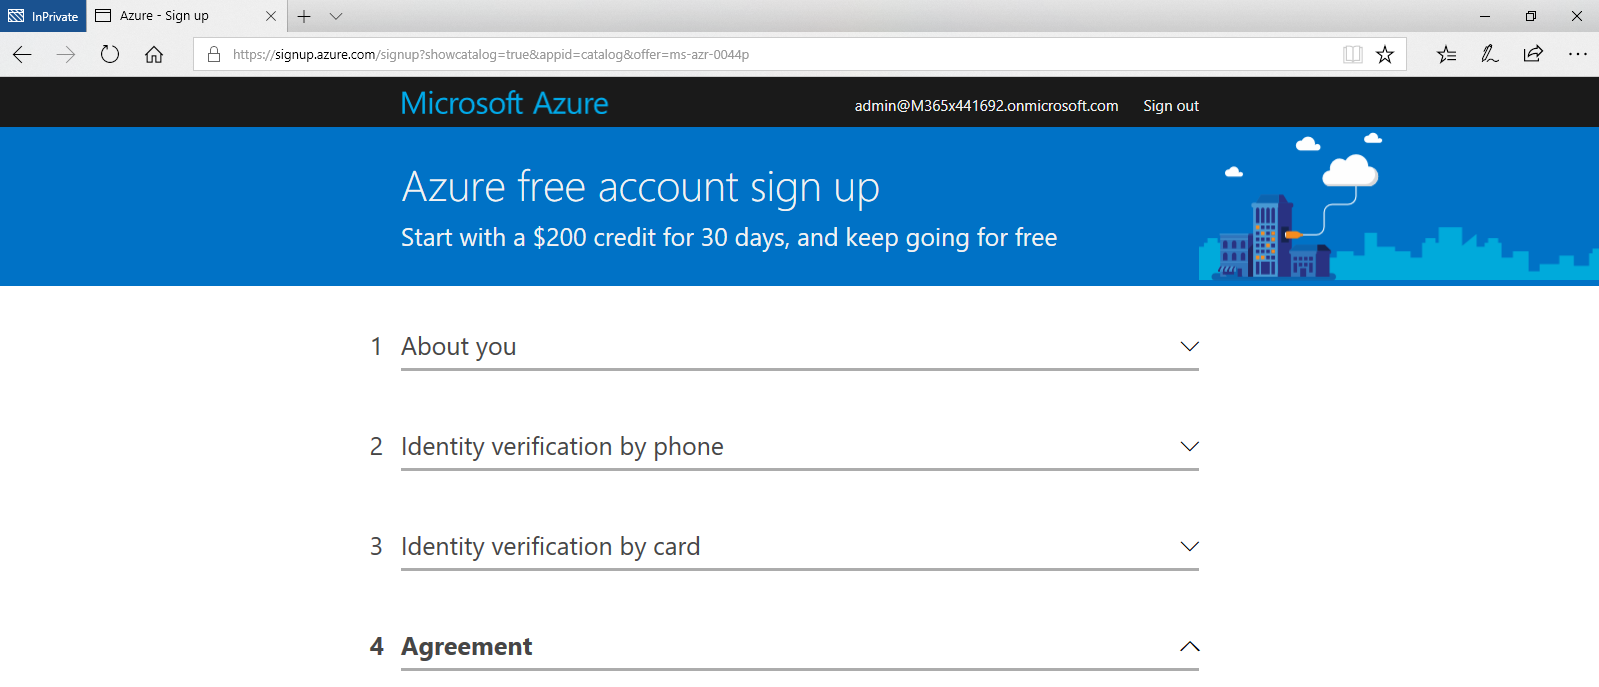 InPrivate
Azure - Sign up
https://signup.azure.com/signup?showcatalog=true&appid=catalog&offer=ms-azr-0044p
Microsoft Azure
admin@M365x441692.onmicrosoft.com
Sign out
Azure free account sign up
Start with a $200 credit for 30 days, and keep going for free
1 About you
2 Identity verification by phone
3 Identity verification by card
4 Agreement